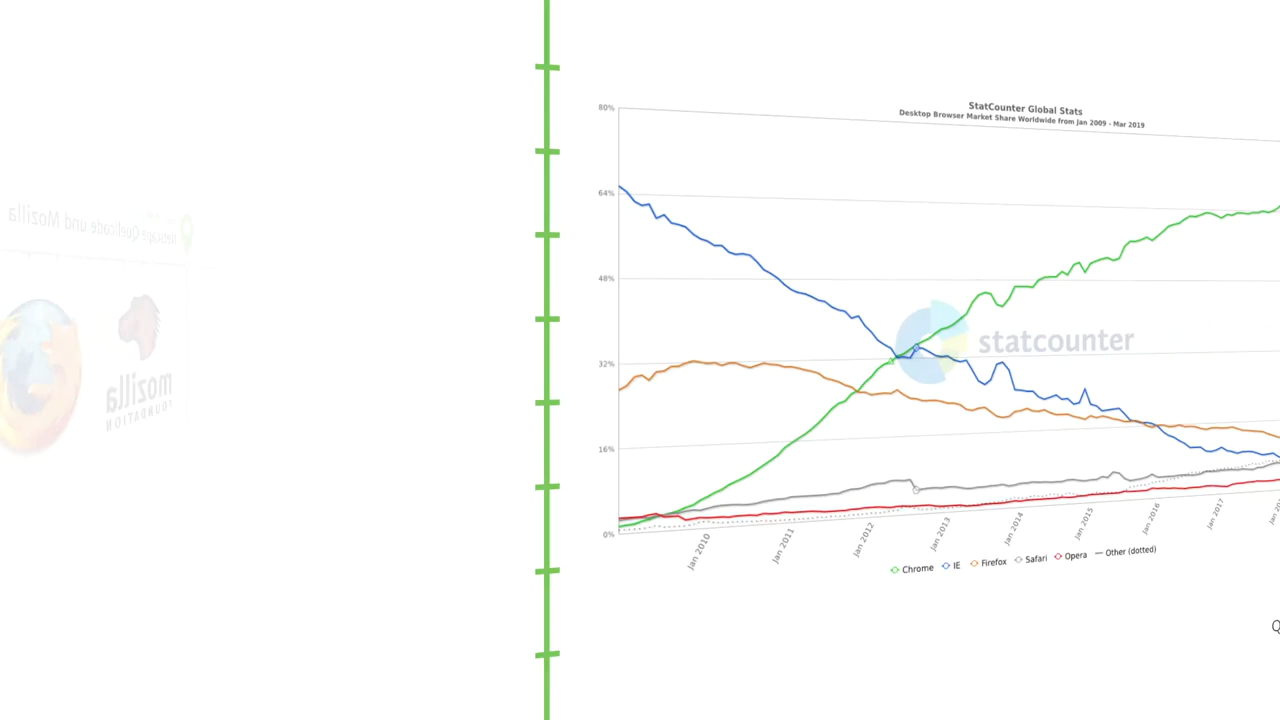 Netscape Quellcode und Mozilla
mozilla
FOUNDATION
StatCounter Global Stats
Desktop Browser Market Share Worldwide from Jan 2009 - Mar 2019
80%
64%
48%
32%
16%
0%
statcounter
Jan 2010
Jan 2011
Jan 2012
Jan 2013
Jan 2014
Jan 2015
Jan 2016
Jan 2017
Chrome IE Firefox Safari Opera Other (dotted)